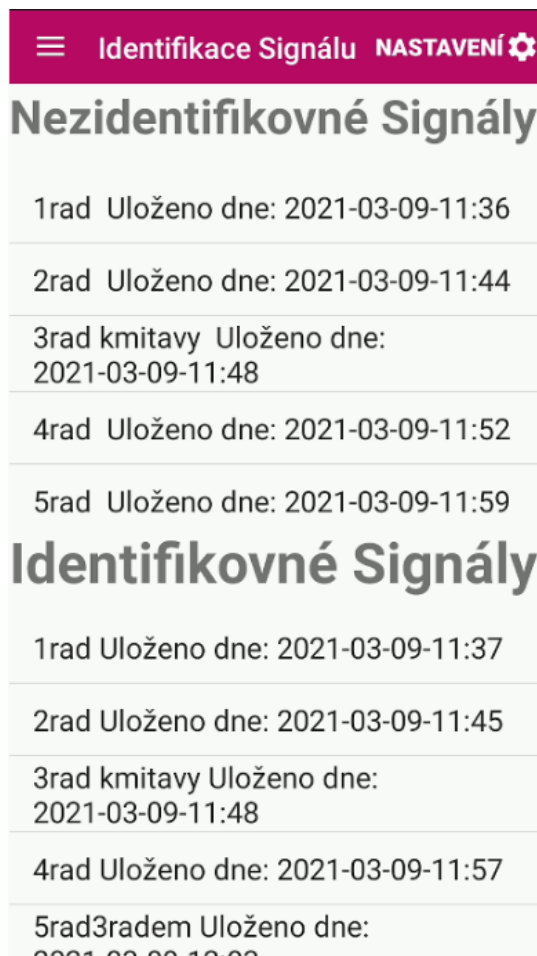 Identifikace Signálu NASTAVENÍ
Nezidentifikovné Signály
1rad Uloženo dne: 2021-03-09-11:36
2rad Uloženo dne: 2021-03-09-11:44
3rad kmitavy Uloženo dne:
2021-03-09-11:48
4rad Uloženo dne: 2021-03-09-11:52
5rad Uloženo dne: 2021-03-09-11:59
Identifikovné Signály
1rad Uloženo dne: 2021-03-09-11:37
2rad Uloženo dne: 2021-03-09-11:45
3rad kmitavy Uloženo dne:
2021-03-09-11:48
4rad Uloženo dne: 2021-03-09-11:57
5rad3radem Uloženo dne: